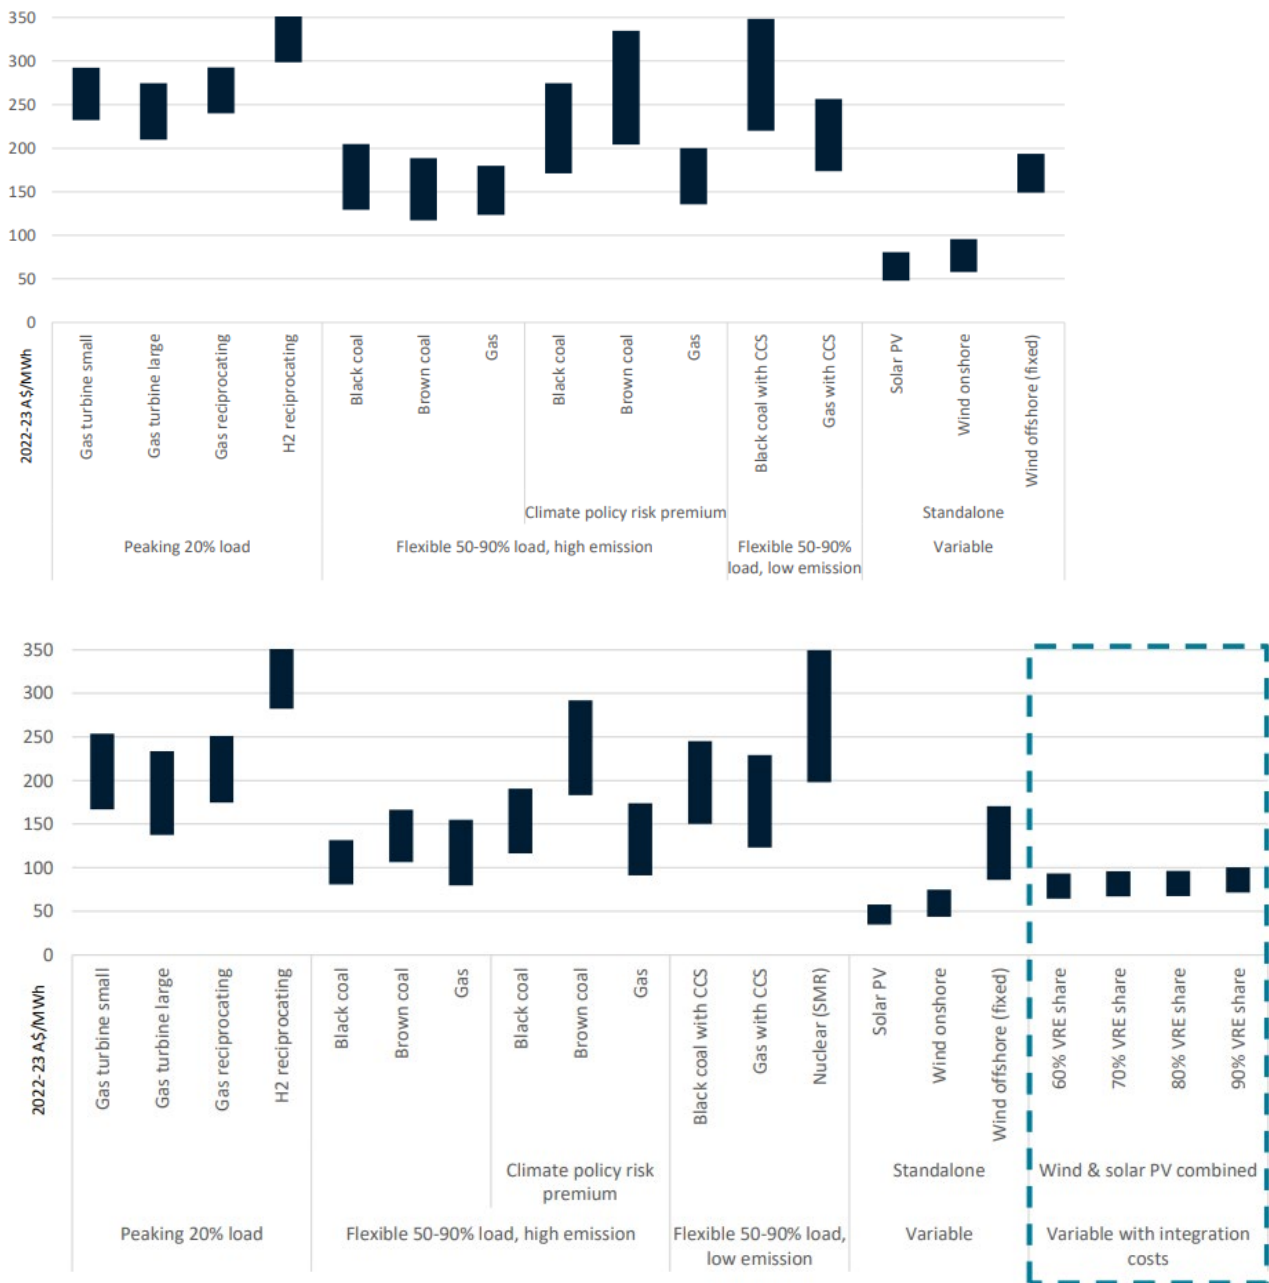 350
300
250
200
150
100
50
0
2022-23 A$/MWh
Gas turbine small
Gas turbine large
Gas reciprocating
H2 reciprocating
Black coal
Brown coal
Gas
Black coal
Brown coal
Gas
Black coal with CCS
Gas with CCS
Solar PV
Wind onshore
Wind offshore (fixed)
Climate policy risk premium
Standalone
Peaking 20% load
Flexible 50-90% load, high emission
Flexible 50-90%
load, low emission
Variable
350
300
250
200
150
100
50
0
2022-23 A$/MWh
Gas turbine small
Gas turbine large
Gas reciprocating
H2 reciprocating
Black coal
Brown coal
Gas
Black coal
Brown coal
Gas
Black coal with CCS
Gas with CCS
Nuclear (SMR)
Solar PV
Wind onshore
Wind offshore (fixed)
60% VRE share
70% VRE share
80% VRE share
90% VRE share
Climate policy risk
premium
Standalone
Wind & solar PV combined
Peaking 20% load
Flexible 50-90% load, high emission
Flexible 50-90% load,
low emission
Variable
Variable with integration
costs